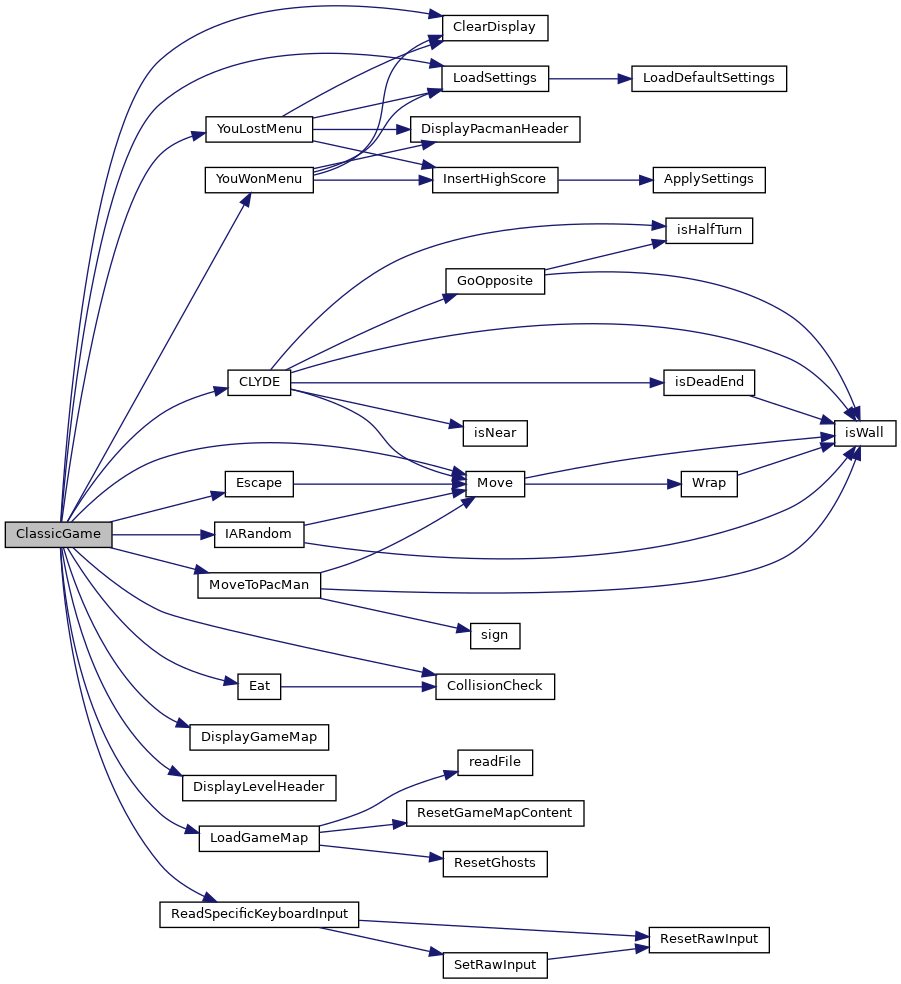 ClearDisplay
LoadSettings
LoadDefaultSettings
YouLostMenu
DisplayPacmanHeader
YouWonMenu
InsertHighScore
ApplySettings
isHalfTurn
GoOpposite
CLYDE
isDeadEnd
isNear
isWall
Escape
Move
Wrap
ClassicGame
IARandom
MoveToPacMan
sign
Eat
CollisionCheck
DisplayGameMap
readFile
DisplayLevelHeader
ResetGameMapContent
LoadGameMap
ResetGhosts
ReadSpecificKeyboardInput
ResetRawInput
SetRawInput